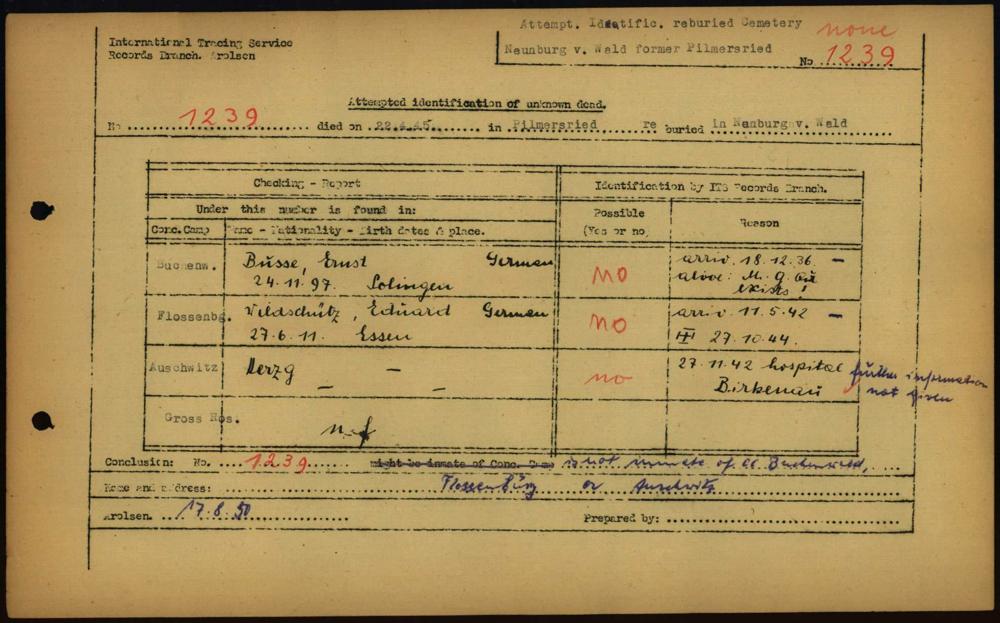 Attempt. Identific. reburied Cemetery
none
International Tracing Service
Records Branch. Arolsen
Neunburg v. Wald former Pilmersried
No 1239
Attempted identification of unknown dead.
No 1239 died on 22.4.45. in Pilmersried re buried in Neunburg v. Wald
Checking - Report
Identification by ITS Records Branch.
Under this number is found in:
Possible
(Yes or no)
Reason
Conc.Camp Name - Nationality - Birth dates & place.
Buchenw. Busse, Ernst German
24.11.97. Solingen
no
arriv. 18.12.36. -
alive: M.G.
exists!
Flossenbg. Wildschütz, Eduard German
27.6.11. Essen
no
arriv. 11.5.42 -
27.10.44.
Auschwitz Herzg -
- -
no
27.11.42 hospital
Birkenau
further information
not given
Gross Ros.
n.f
Conclusion: No. 1239 might be inmate of Conc. Camp is not inmate of CC Buchenwald,
Name and address: Flossenbürg or Auschwitz
Arolsen. 17.8.50
Prepared by: